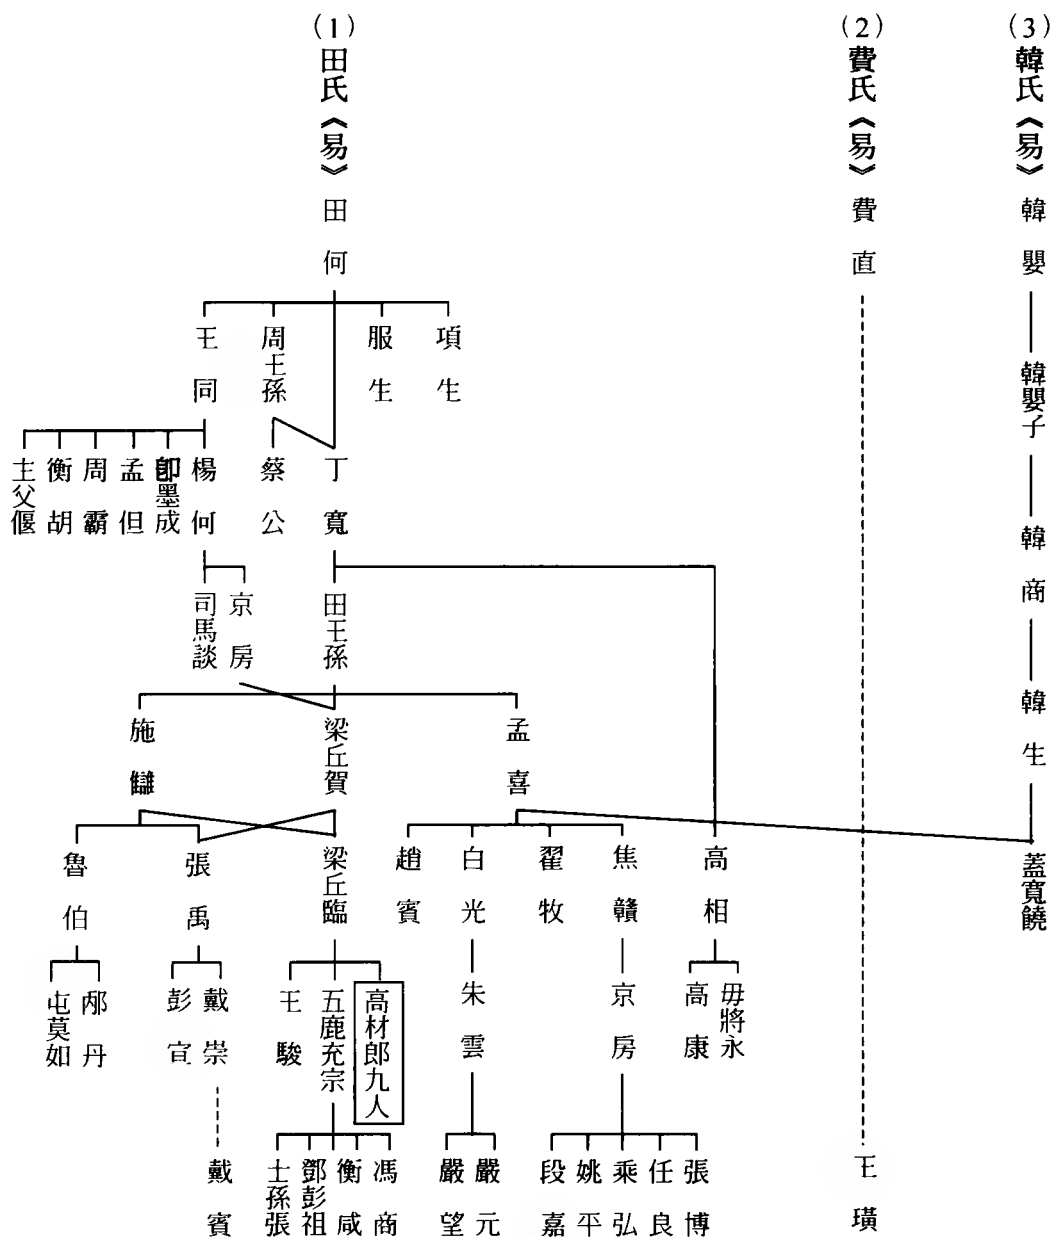 (1)
田氏《易》 田何
(2)
費氏《易》 費直
(3)
韓氏《易》 韓嬰
王同
周王孫
服生
項生
韓嬰子
主父偃
衡胡
周霸
孟但
即墨成
楊何
蔡公
丁寬
韓商
司馬談
京房
田王孫
施讎
梁丘賀
孟喜
韓生
魯伯
張禹
梁丘臨
趙賓
白光
翟牧
焦贛
高相
蓋寬饒
屯莫如
邴丹
彭宣
戴崇
王駿
五鹿充宗
高材郎九人
朱雲
京房
高康
毋將永
戴賓
士孫張
鄧彭祖
衡咸
馮商
嚴望
嚴元
段嘉
姚平
乘弘
任良
張博
王璜